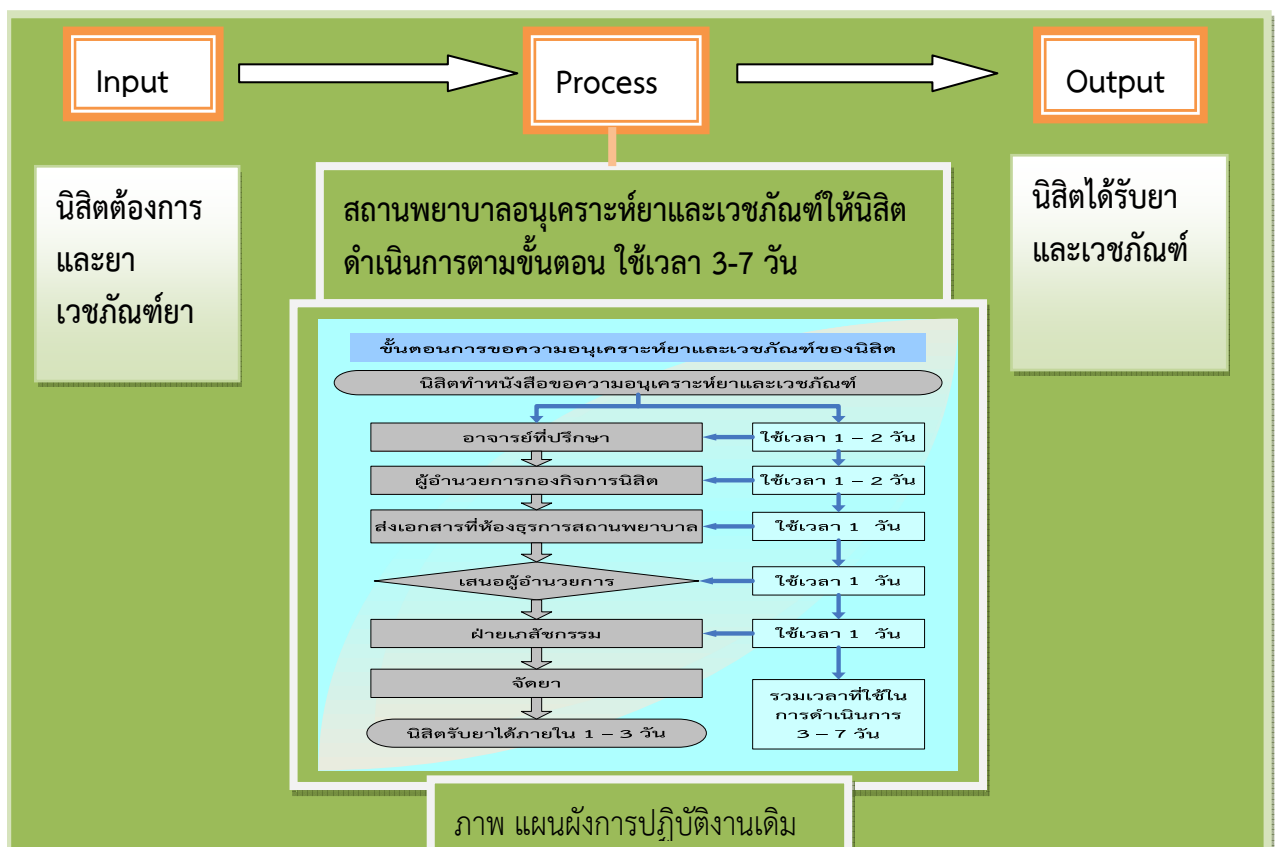 Input
Process
Output
นิสิตต้องการ
และยา
เวชภัณฑ์ยา
สถานพยาบาลอนุเคราะห์ยาและเวชภัณฑ์ให้นิสิต
ดำเนินการตามขั้นตอน ใช้เวลา 3-7 วัน
นิสิตได้รับยา
และเวชภัณฑ์
ขั้นตอนการขอความอนุเคราะห์ยาและเวชภัณฑ์ของนิสิต
นิสิตทำหนังสือขอความอนุเคราะห์ยาและเวชภัณฑ์
อาจารย์ที่ปรึกษา
ใช้เวลา 1 – 2 วัน
ผู้อำนวยการกองกิจการนิสิต
ใช้เวลา 1 – 2 วัน
ส่งเอกสารที่ห้องธุรการสถานพยาบาล
ใช้เวลา 1 วัน
เสนอผู้อำนวยการ
ใช้เวลา 1 วัน
ฝ่ายเภสัชกรรม
ใช้เวลา 1 วัน
จัดยา
นิสิตรับยาได้ภายใน 1 – 3 วัน
รวมเวลาที่ใช้ใน
การดำเนินการ
3 – 7 วัน
ภาพ แผนผังการปฏิบัติงานเดิม